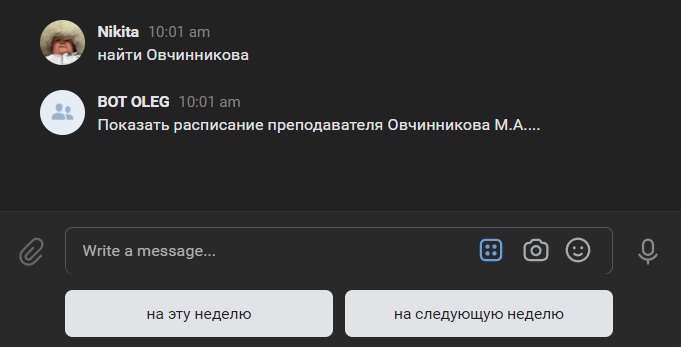 Nikita 10:01 am
найти Овчинникова
BOT OLEG 10:01 am
Показать расписание преподавателя Овчинникова М.А....
Write a message...
на эту неделю
на следующую неделю